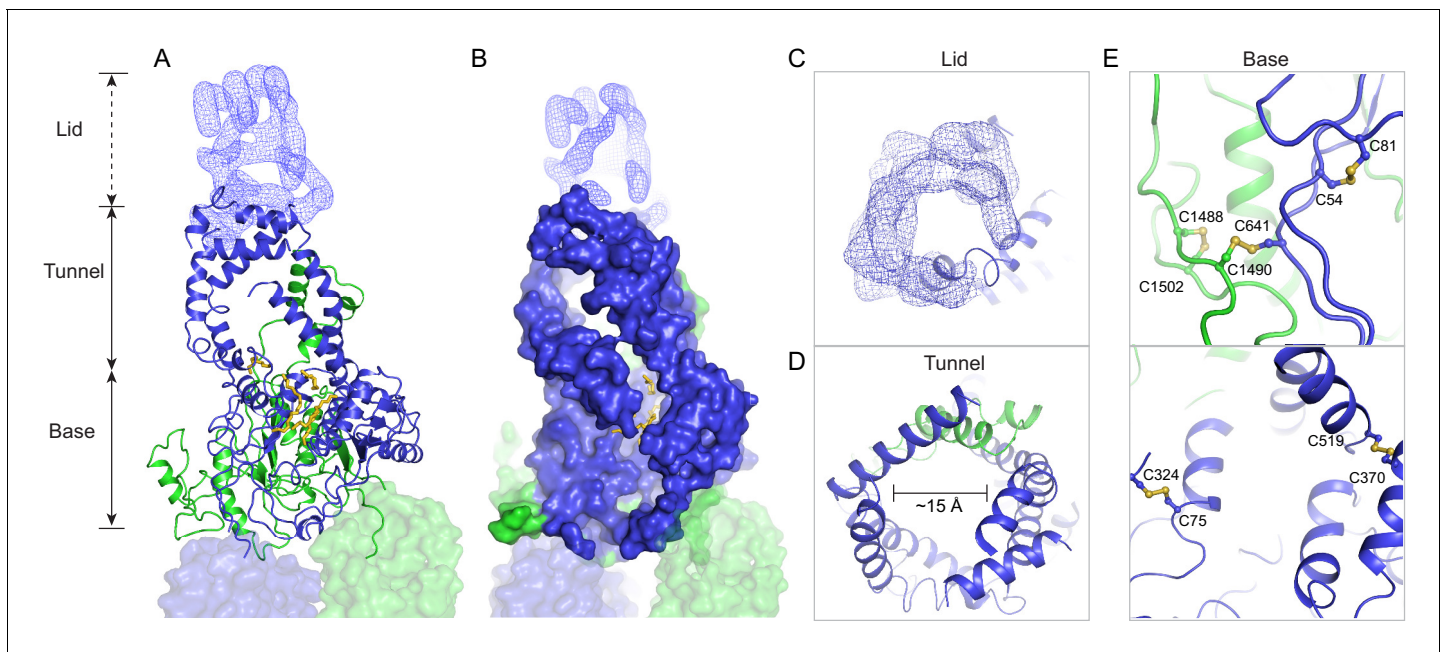 A
B
C
Lid
E
Base
Lid
Tunnel
Base
C81
C54
C1488
C641
C1490
C1502
D
Tunnel
~15 Å
C519
C324
C370
C75